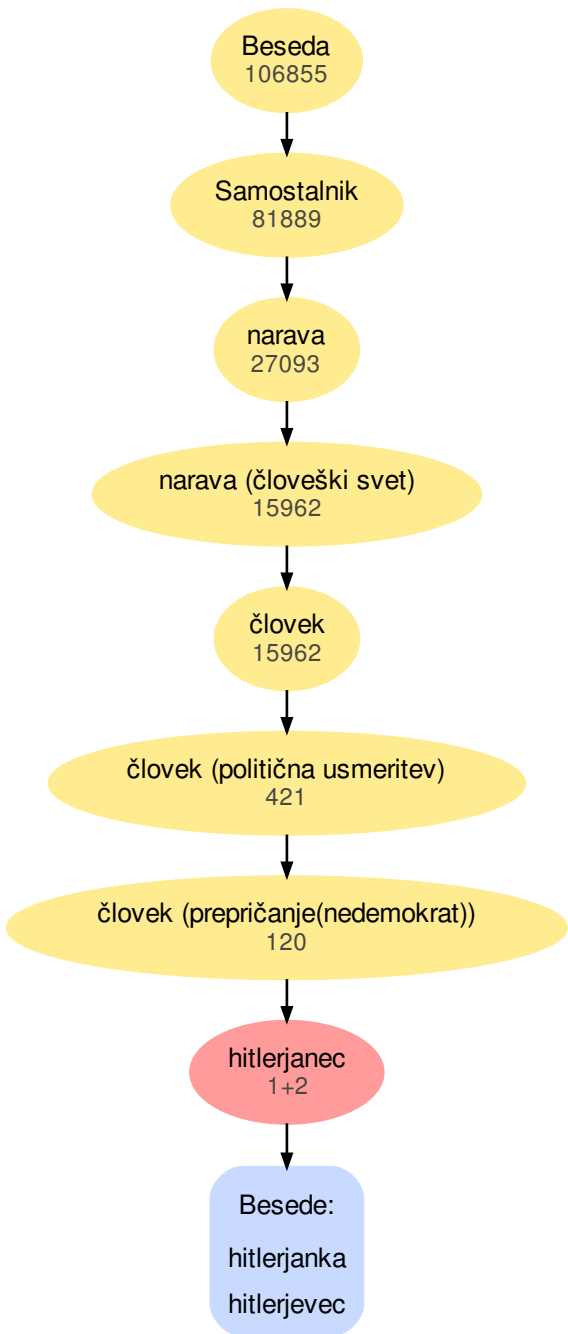 Beseda
106855
Samostalnik
81889
narava
27093
narava (človeški svet)
15962
človek
15962
človek (politična usmeritev)
421
človek (prepričanje(nedemokrat))
120
hitlerjanec
1+2
Besede:
hitlerjanka
hitlerjevec